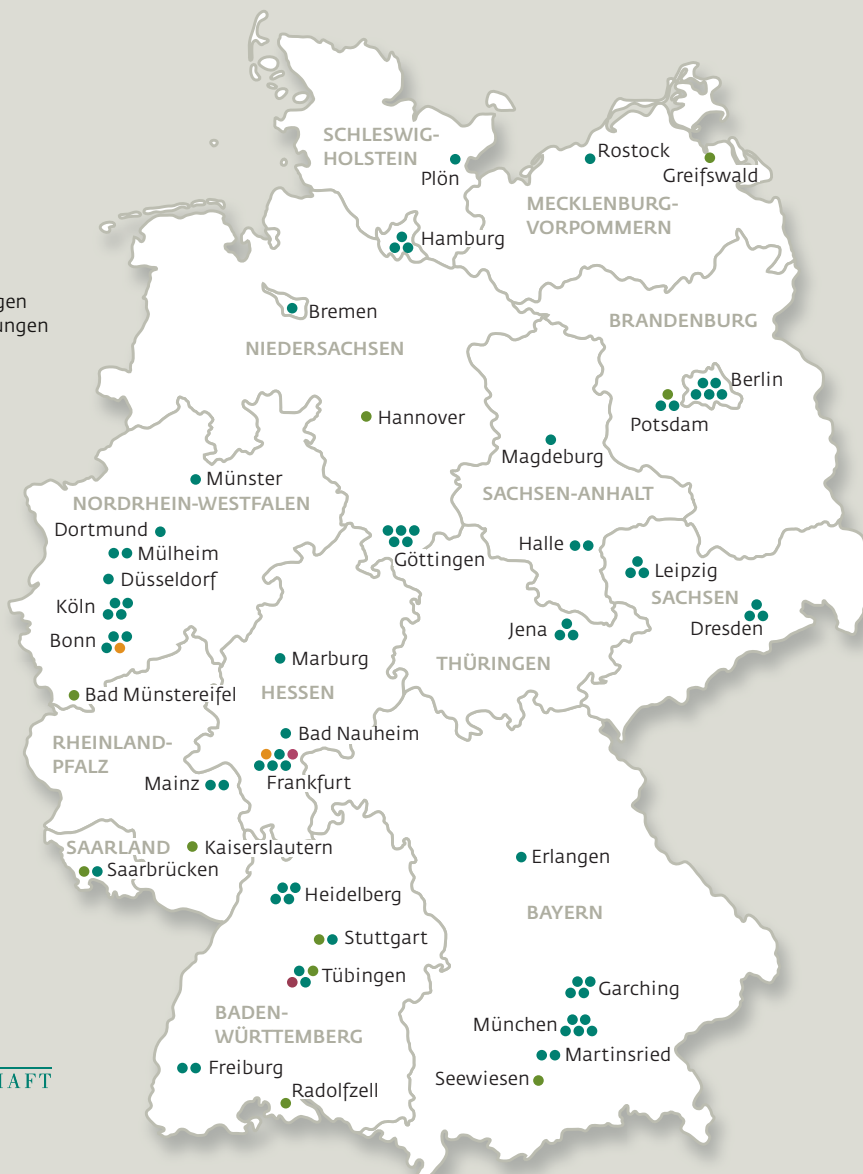 SCHLESWIG-
HOLSTEIN
Plön
Rostock
Greifswald
MECKLENBURG-
VORPOMMERN
Hamburg
gen
ungen
Bremen
NIEDERSACHSEN
BRANDENBURG
Berlin
Potsdam
Hannover
Magdeburg
SACHSEN-ANHALT
Münster
NORDRHEIN-WESTFALEN
Dortmund
Mülheim
Düsseldorf
Köln
Bonn
Göttingen
Halle
Leipzig
SACHSEN
Dresden
Jena
THÜRINGEN
Marburg
HESSEN
Bad Münstereifel
Bad Nauheim
RHEINLAND-
PFALZ
Mainz
Frankfurt
SAARLAND
Kaiserslautern
Saarbrücken
Erlangen
Heidelberg
BAYERN
Stuttgart
Tübingen
Garching
BADEN-
WÜRTTEMBERG
München
Martinsried
Freiburg
Seewiesen
Radolfzell
HAFT